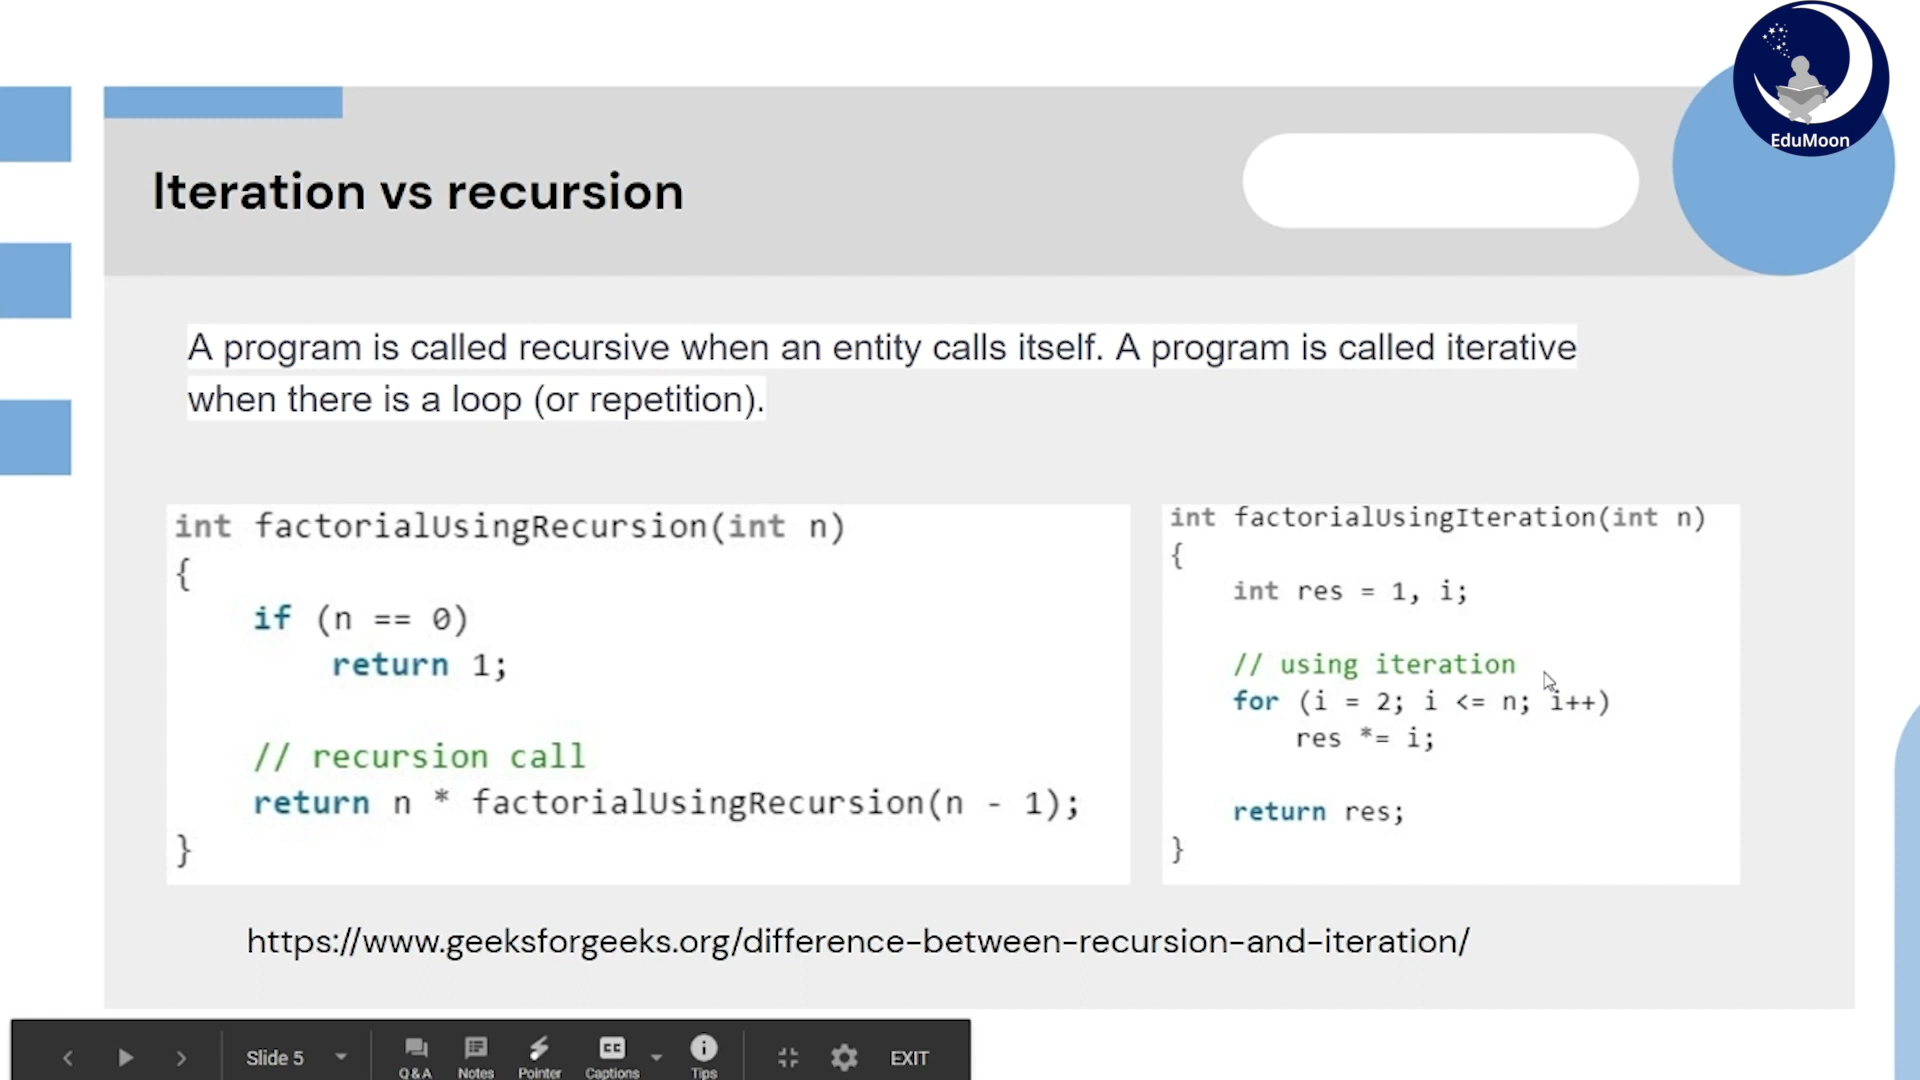 EduMoon
Iteration vs recursion
A program is called recursive when an entity calls itself. A program is called iterative
when there is a loop (or repetition).
int factorialUsingRecursion(int n)
{
    if (n == 0)
        return 1;
    // recursion call
    return n * factorialUsingRecursion(n - 1);
}
int factorialUsingIteration(int n)
{
    int res = 1, i;
    // using iteration
    for (i = 2; i <= n; i++)
        res *= i;
    return res;
}
https://www.geeksforgeeks.org/difference-between-recursion-and-iteration/
Slide 5
Q&A
Notes
Pointer
CC
Captions
Tips
EXIT